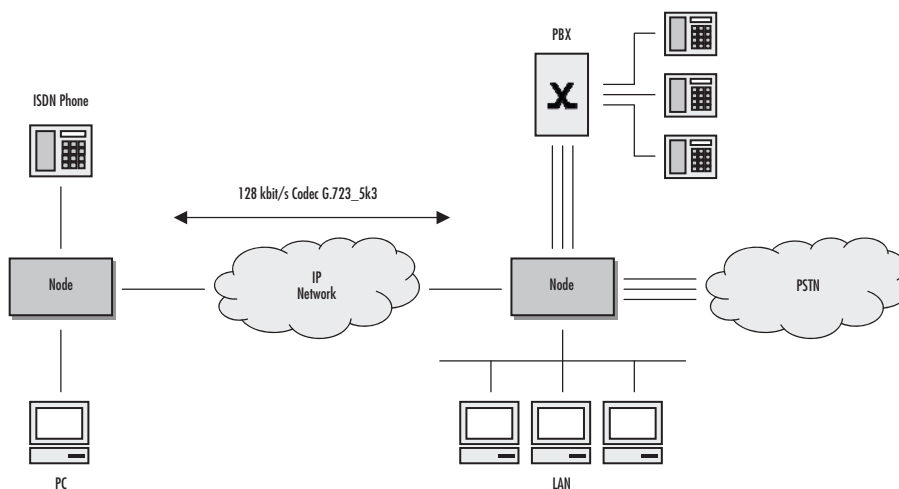 PBX
ISDN Phone
128 kbit/s Codec G.723_5k3
Node
IP
Network
Node
PSTN
PC
LAN